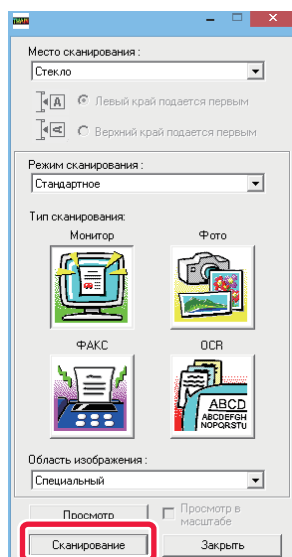 Место сканирования :
Стекло
A Левый край подается первым
A Верхний край подается первым
Режим сканирования :
Стандартное
Тип сканирования:
Монитор Фото
ФАКС OCR
ABCD
ABCDEFGH
NOPQRSTU
Область изображения :
Специальный
Просмотр Просмотр в
масштабе
Сканирование Закрыть